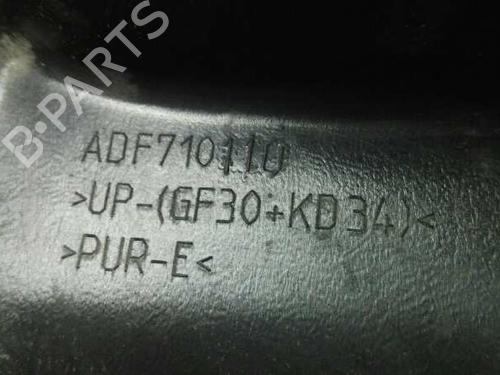 B-PARTS
ADF710110
>UP-(GF30+KD34)<
>PUR-E<